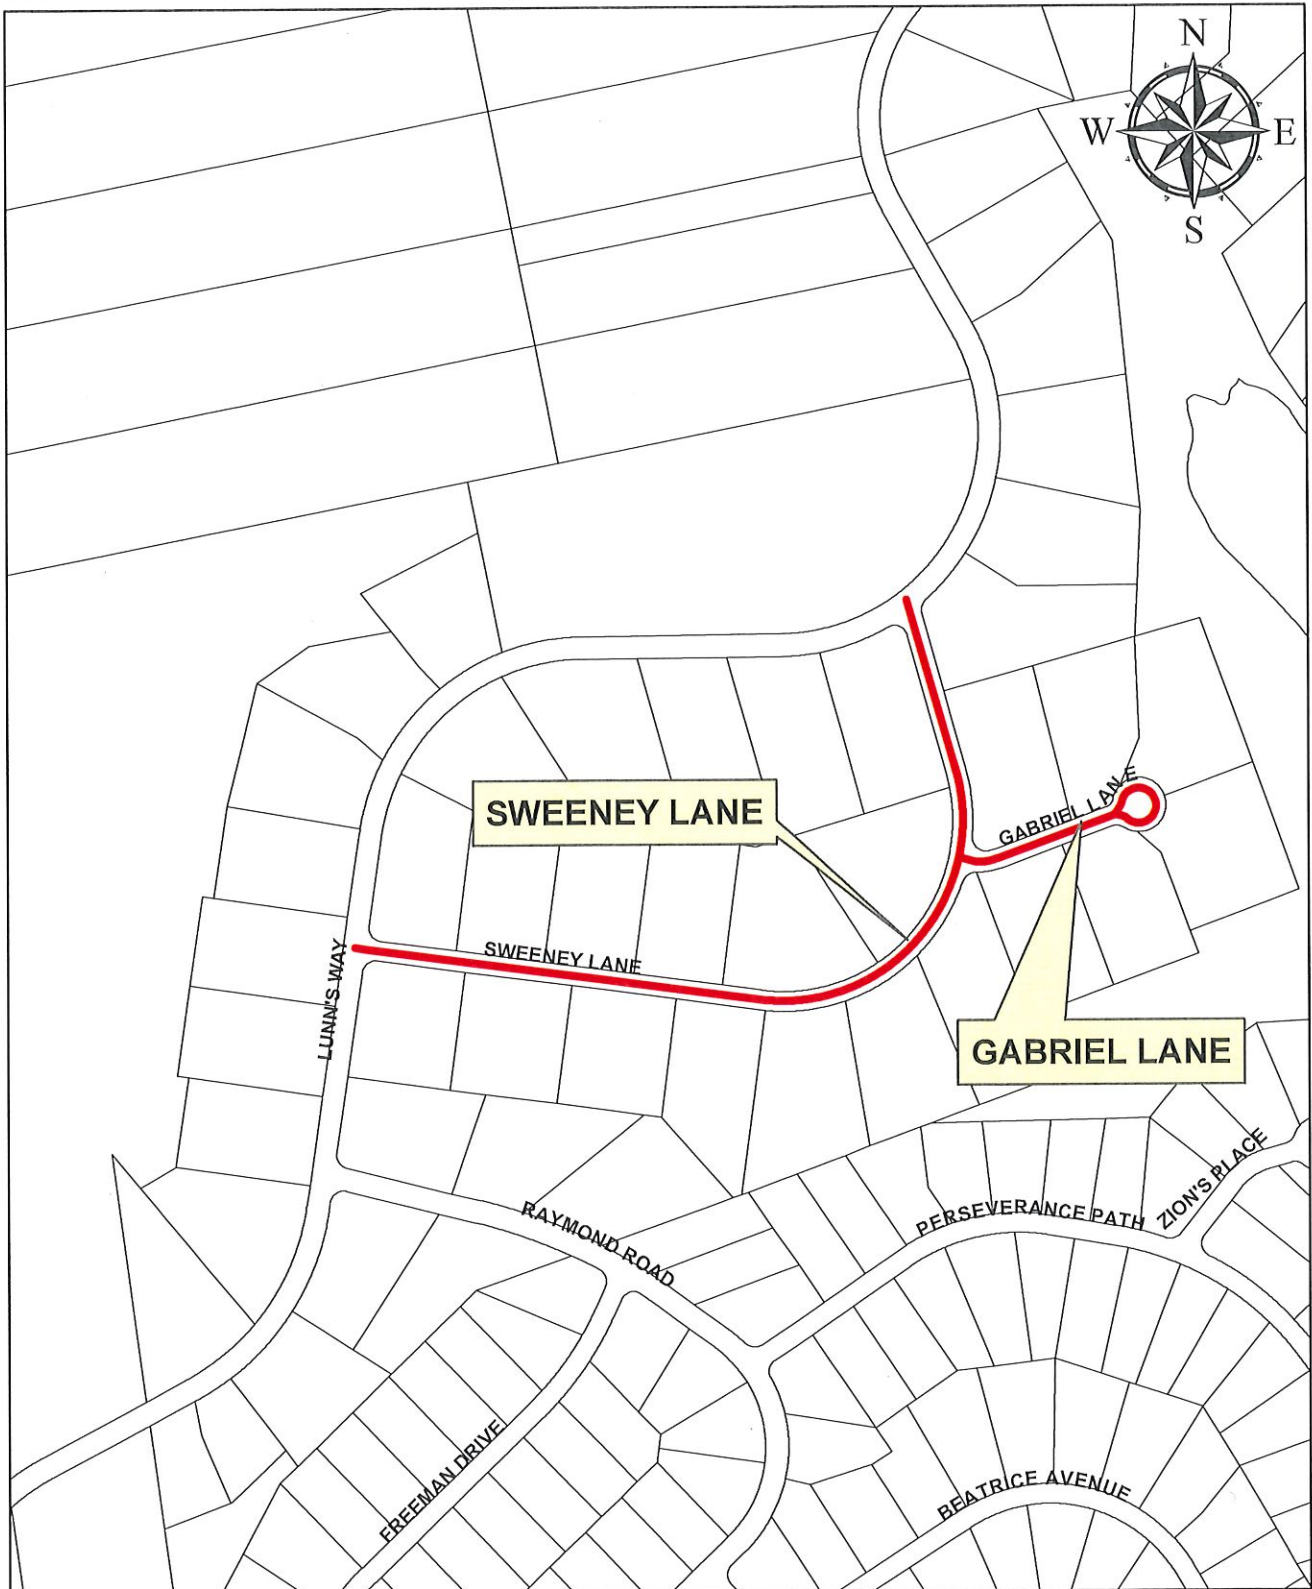 N
W E
S
GABRIEL LANE
SWEENEY LANE
SWEENEY LANE
LUNN'S WAY
GABRIEL LANE
ZION'S PLACE
PERSEVERANCE PATH
RAYMOND ROAD
FREEMAN DRIVE
BEATRICE AVENUE